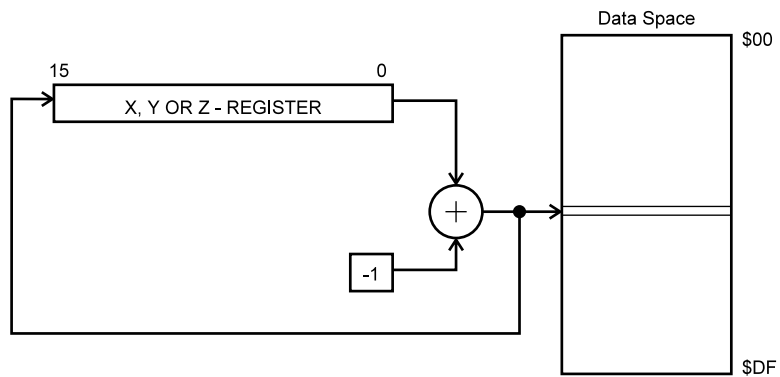 Data Space
$00
15 0
X, Y OR Z - REGISTER
+
-1
$DF